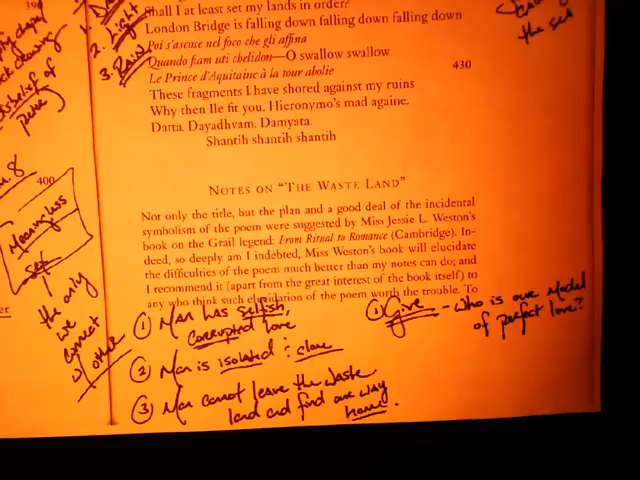 Shall I at least set my lands in order?
London Bridge is falling down falling down falling down
Poi s'ascose nel foco che gli affina
Quando fiam uti chelidon—O swallow swallow
Le Prince d'Aquitaine à la tour abolie
430
These fragments I have shored against my ruins
Why then Ile fit you. Hieronymo's mad againe.
Datta. Dayadhvam. Damyata.
Shantih shantih shantih
NOTES ON "THE WASTE LAND"
Not only the title, but the plan and a good deal of the incidental
symbolism of the poem were suggested by Miss Jessie L. Weston's
book on the Grail legend: From Ritual to Romance (Cambridge). In-
deed, so deeply am I indebted, Miss Weston's book will elucidate
the difficulties of the poem much better than my notes can do; and
I recommend it (apart from the great interest of the book itself) to
any who think such elucidation of the poem worth the trouble. To
1 Man has selfish,
corrupted love
2 Man is isolated : alone
3 Man cannot leave the waste
land and find our way
home.
1 Give - who is our model
of perfect love?
2. Light
3. Rain
the sea
390
disbelief of
400
Meaningless
sex
the only
we
connect
w/ others